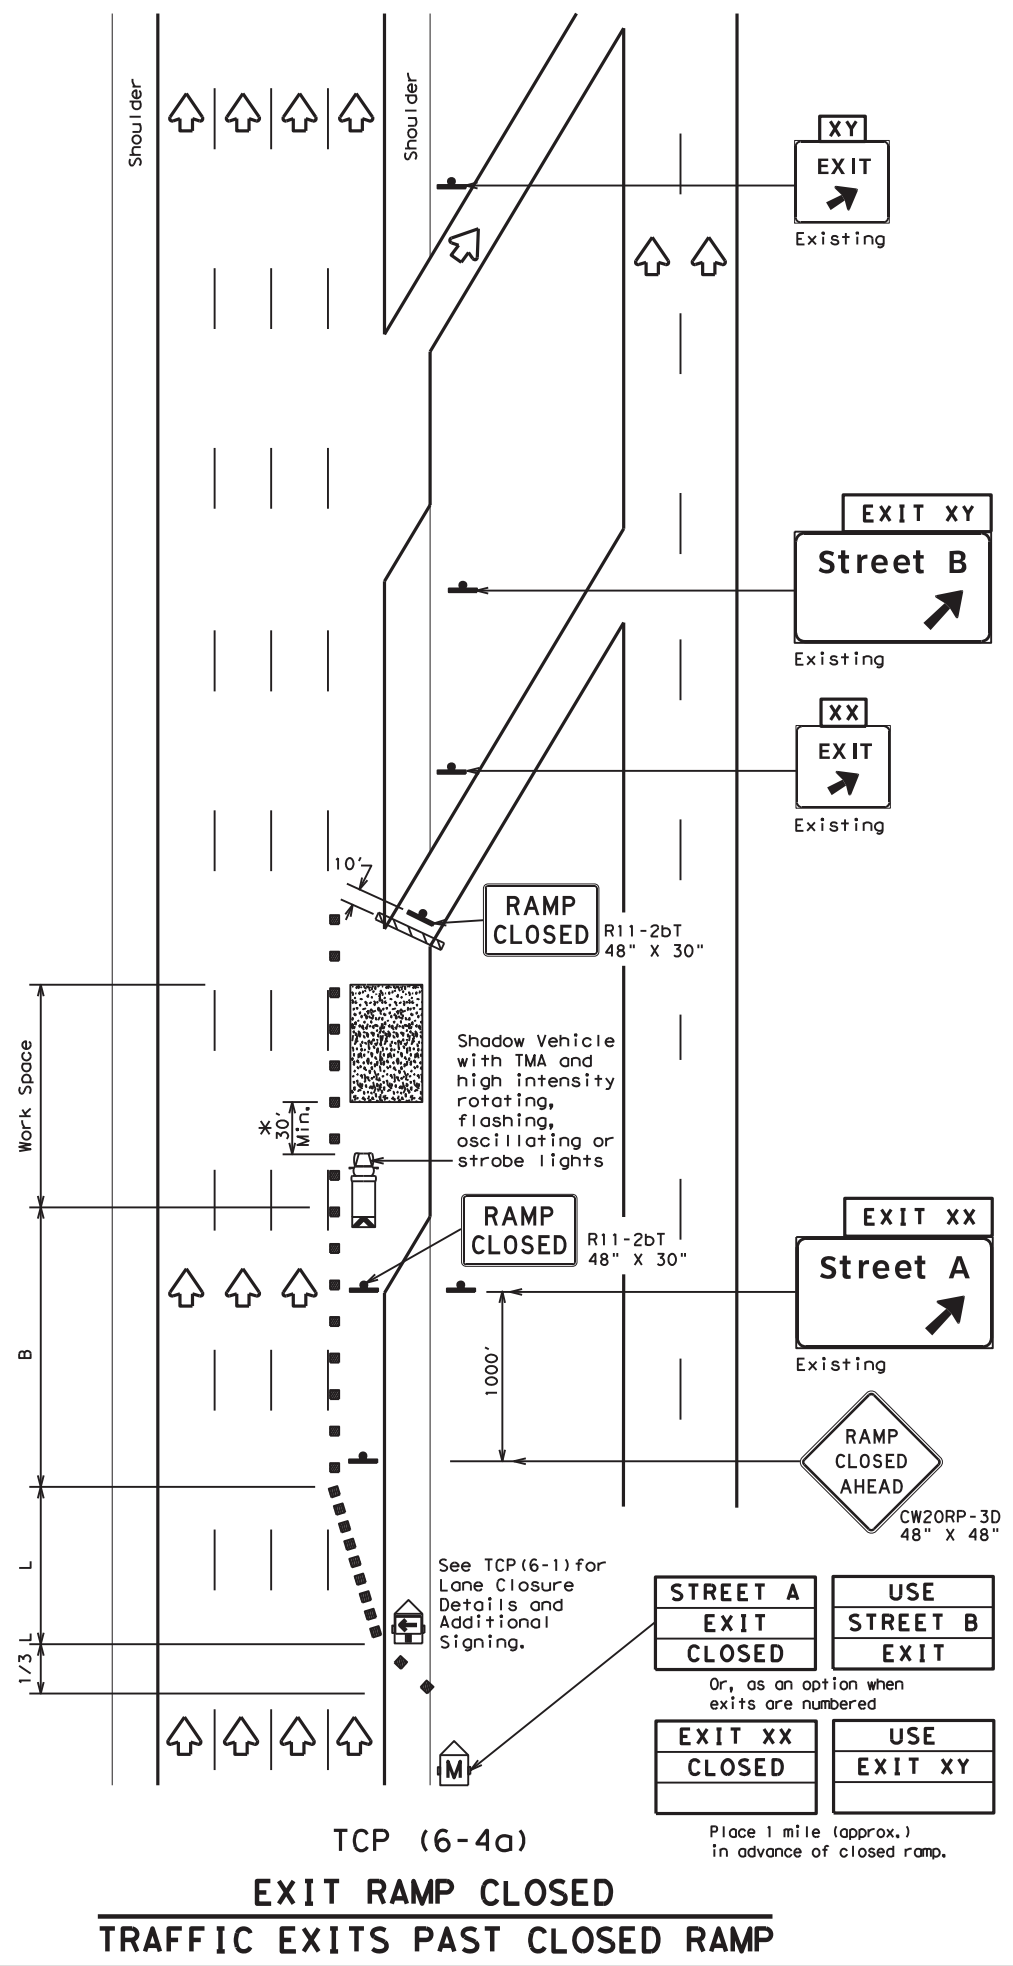 Shoulder
Shoulder
XY
EXIT
Existing
EXIT XY
Street B
Existing
XX
EXIT
Existing
10'
RAMP
CLOSED
R11-2bT
48" X 30"
Work Space
*
30'
Min.
Shadow Vehicle
with TMA and
high intensity
rotating,
flashing,
oscillating or
strobe lights
RAMP
CLOSED
R11-2bT
48" X 30"
EXIT XX
Street A
Existing
B
1000'
RAMP
CLOSED
AHEAD
CW20RP-3D
48" X 48"
L
See TCP(6-1)for
Lane Closure
Details and
Additional
Signing.
1/3 L
STREET A
EXIT
CLOSED
USE
STREET B
EXIT
Or, as an option when
exits are numbered
EXIT XX
CLOSED
USE
EXIT XY
M
Place 1 mile (approx.)
in advance of closed ramp.
TCP (6-4a)
EXIT RAMP CLOSED
TRAFFIC EXITS PAST CLOSED RAMP